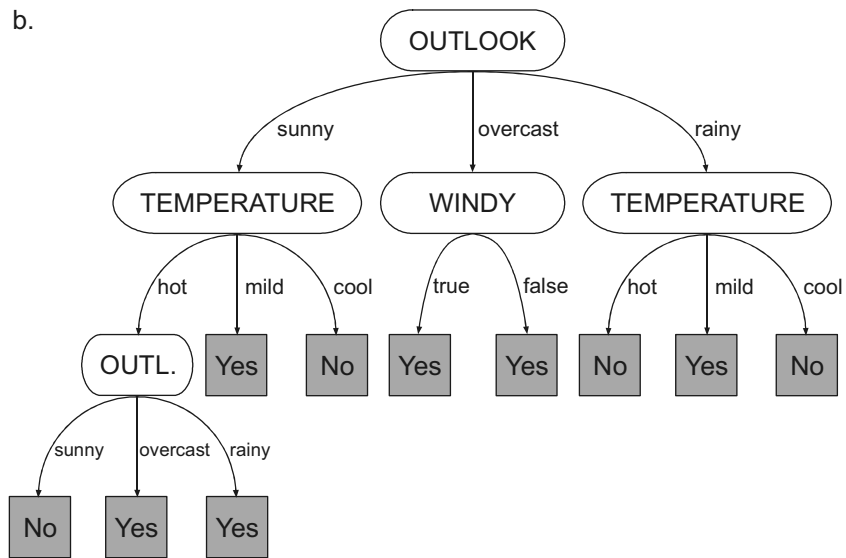 b.
OUTLOOK
sunny overcast rainy
TEMPERATURE WINDY TEMPERATURE
hot mild cool true false hot mild cool
OUTL. Yes No Yes Yes No Yes No
sunny overcast rainy
No Yes Yes